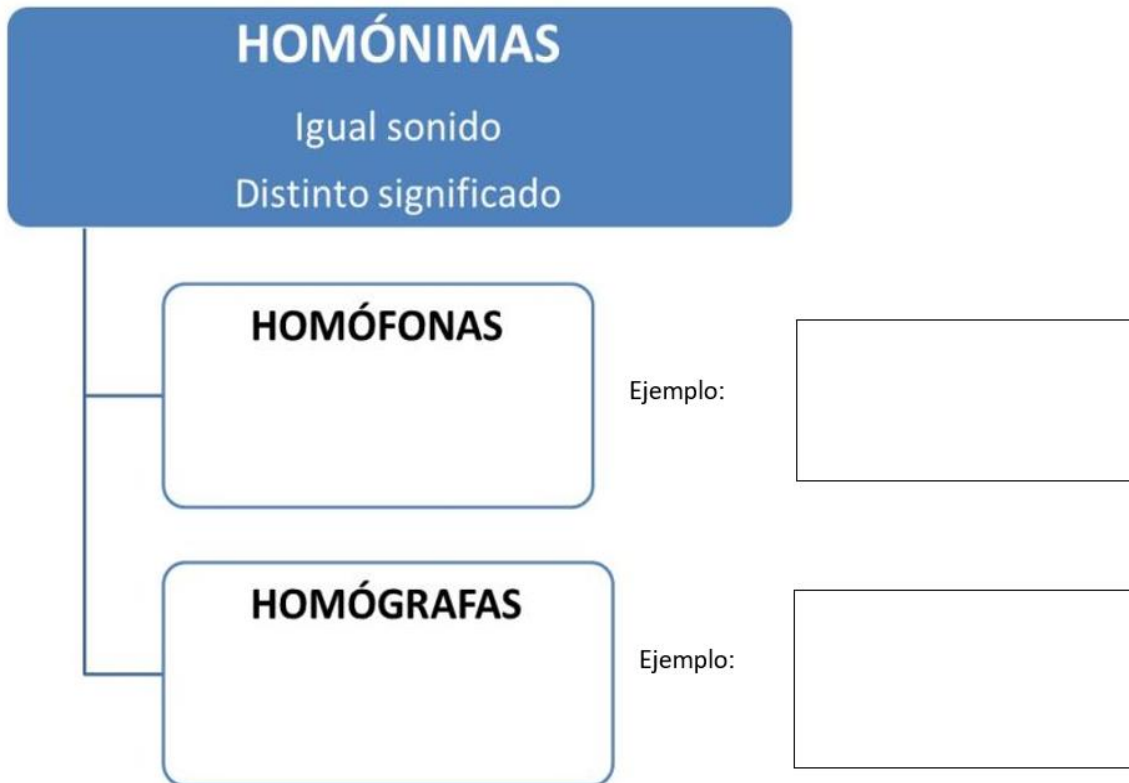 HOMÓNIMAS
Igual sonido
Distinto significado
HOMÓFONAS
Ejemplo:
HOMÓGRAFAS
Ejemplo: